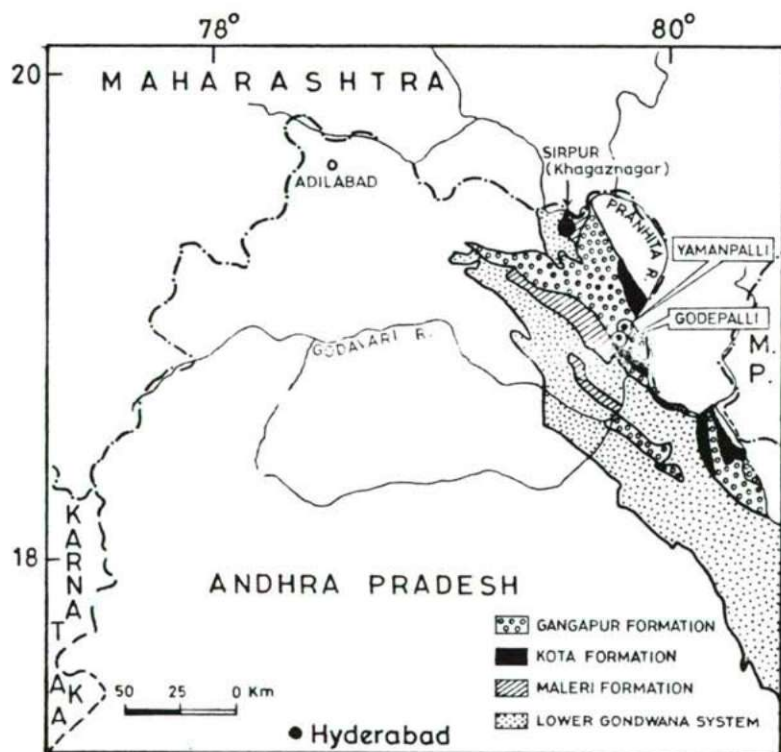 78° 80°
20
MAHARASHTRA
SIRPUR
(Khagaznagar)
ADILABAD
PRANHITA R.
YAMANPALLI
GODEPALLI
GODAVARI R.
M.
P.
18
KARNATAKA
ANDHRA PRADESH
GANGAPUR FORMATION
KOTA FORMATION
MALERI FORMATION
LOWER GONDWANA SYSTEM
50 25 0 Km
Hyderabad